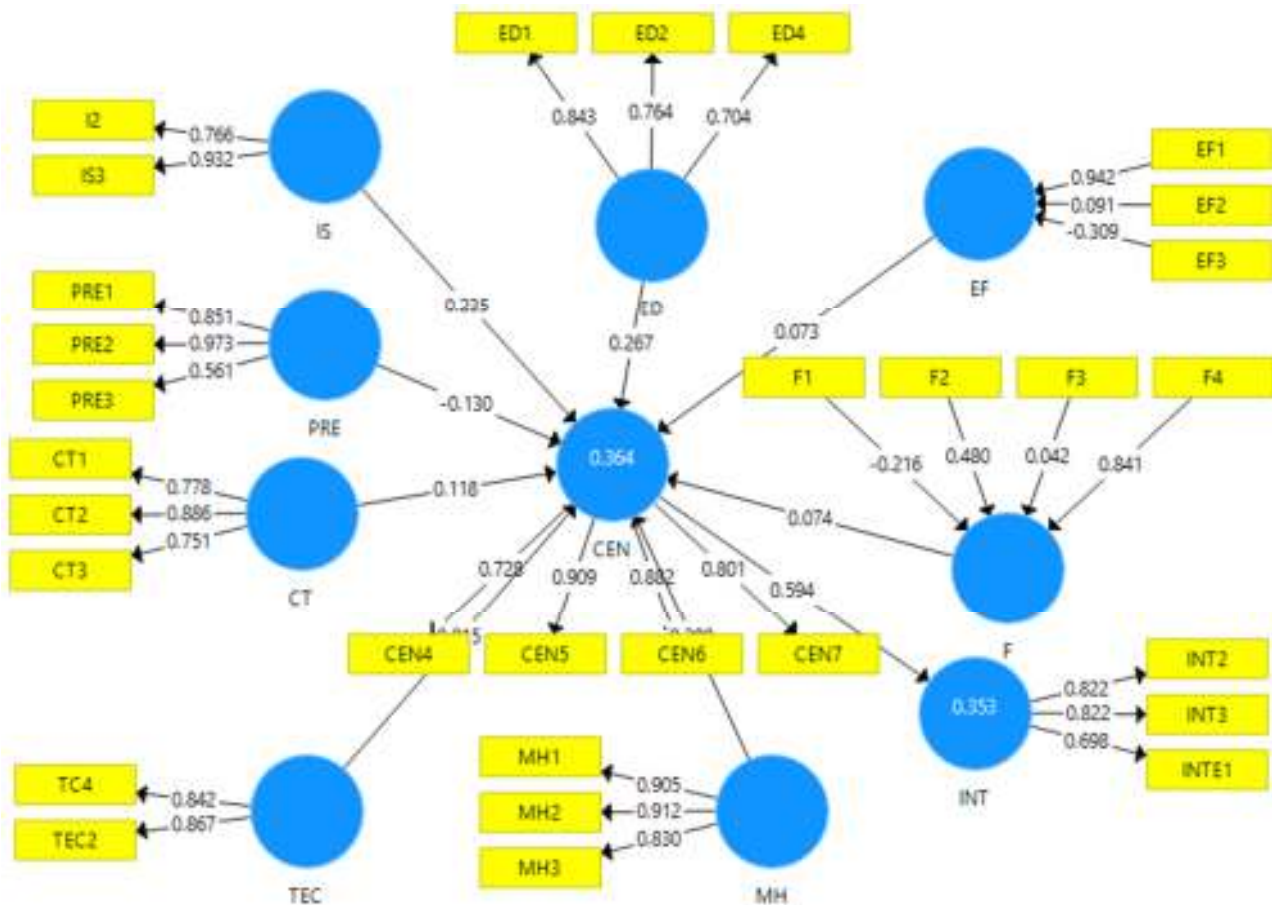 ED1 ED2 ED4
0.843 0.764 0.704
I2
IS3
0.766
0.932
IS
ED
EF1
EF2
EF3
0.942
0.091
-0.309
EF
PRE1
PRE2
PRE3
0.851
0.973
0.561
PRE
0.235
0.267
0.073
-0.130
F1 F2 F3 F4
-0.216 0.480 0.042 0.841
F
CT1
CT2
CT3
0.778
0.886
0.751
CT
0.118
0.364
CEN
0.074
0.728 0.909 0.882 0.801 0.594
CEN4 CEN5 CEN6 CEN7
0.353
INT
INT2
INT3
INTE1
0.822
0.822
0.698
TC4
TEC2
0.842
0.867
TEC
MH1
MH2
MH3
0.905
0.912
0.830
MH